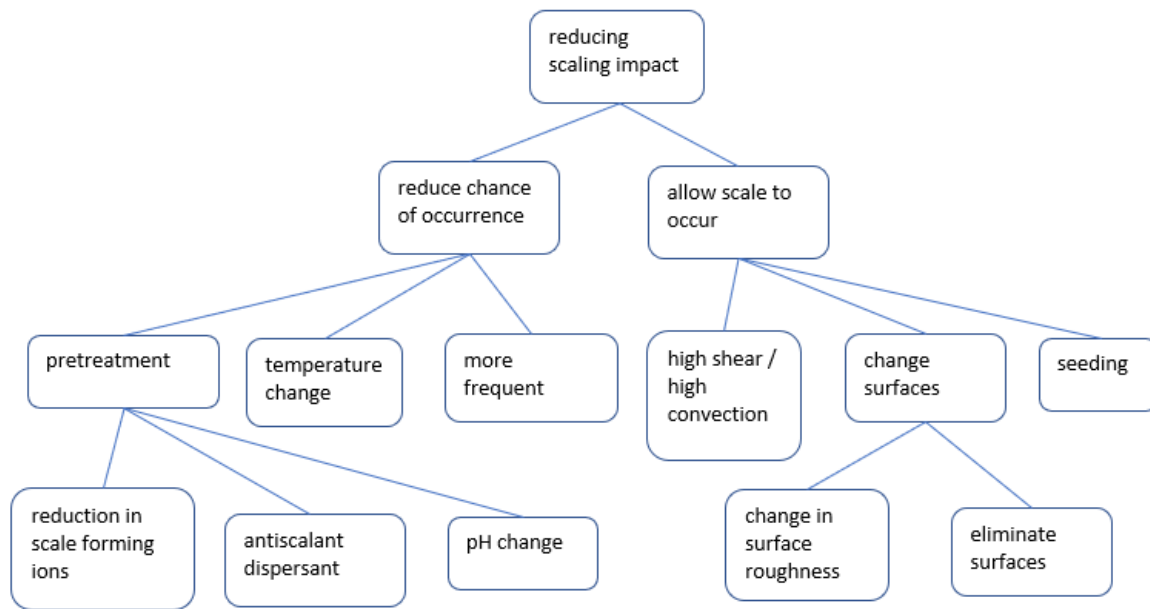 reducing
scaling impact
reduce chance
of occurrence
allow scale to
occur
pretreatment
temperature
change
more
frequent
high shear /
high
convection
change
surfaces
seeding
reduction in
scale forming
ions
antiscalant
dispersant
pH change
change in
surface
roughness
eliminate
surfaces